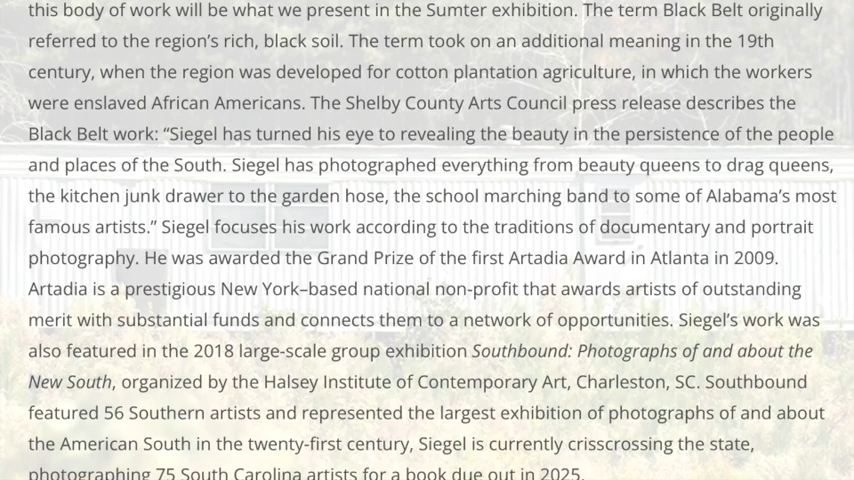 this body of work will be what we present in the Sumter exhibition. The term Black Belt originally
referred to the region’s rich, black soil. The term took on an additional meaning in the 19th
century, when the region was developed for cotton plantation agriculture, in which the workers
were enslaved African Americans. The Shelby County Arts Council press release describes the
Black Belt work: “Siegel has turned his eye to revealing the beauty in the persistence of the people
and places of the South. Siegel has photographed everything from beauty queens to drag queens,
the kitchen junk drawer to the garden hose, the school marching band to some of Alabama’s most
famous artists.” Siegel focuses his work according to the traditions of documentary and portrait
photography. He was awarded the Grand Prize of the first Artadia Award in Atlanta in 2009.
Artadia is a prestigious New York–based national non-profit that awards artists of outstanding
merit with substantial funds and connects them to a network of opportunities. Siegel’s work was
also featured in the 2018 large-scale group exhibition Southbound: Photographs of and about the
New South, organized by the Halsey Institute of Contemporary Art, Charleston, SC. Southbound
featured 56 Southern artists and represented the largest exhibition of photographs of and about
the American South in the twenty-first century, Siegel is currently crisscrossing the state,
photographing 75 South Carolina artists for a book due out in 2025.